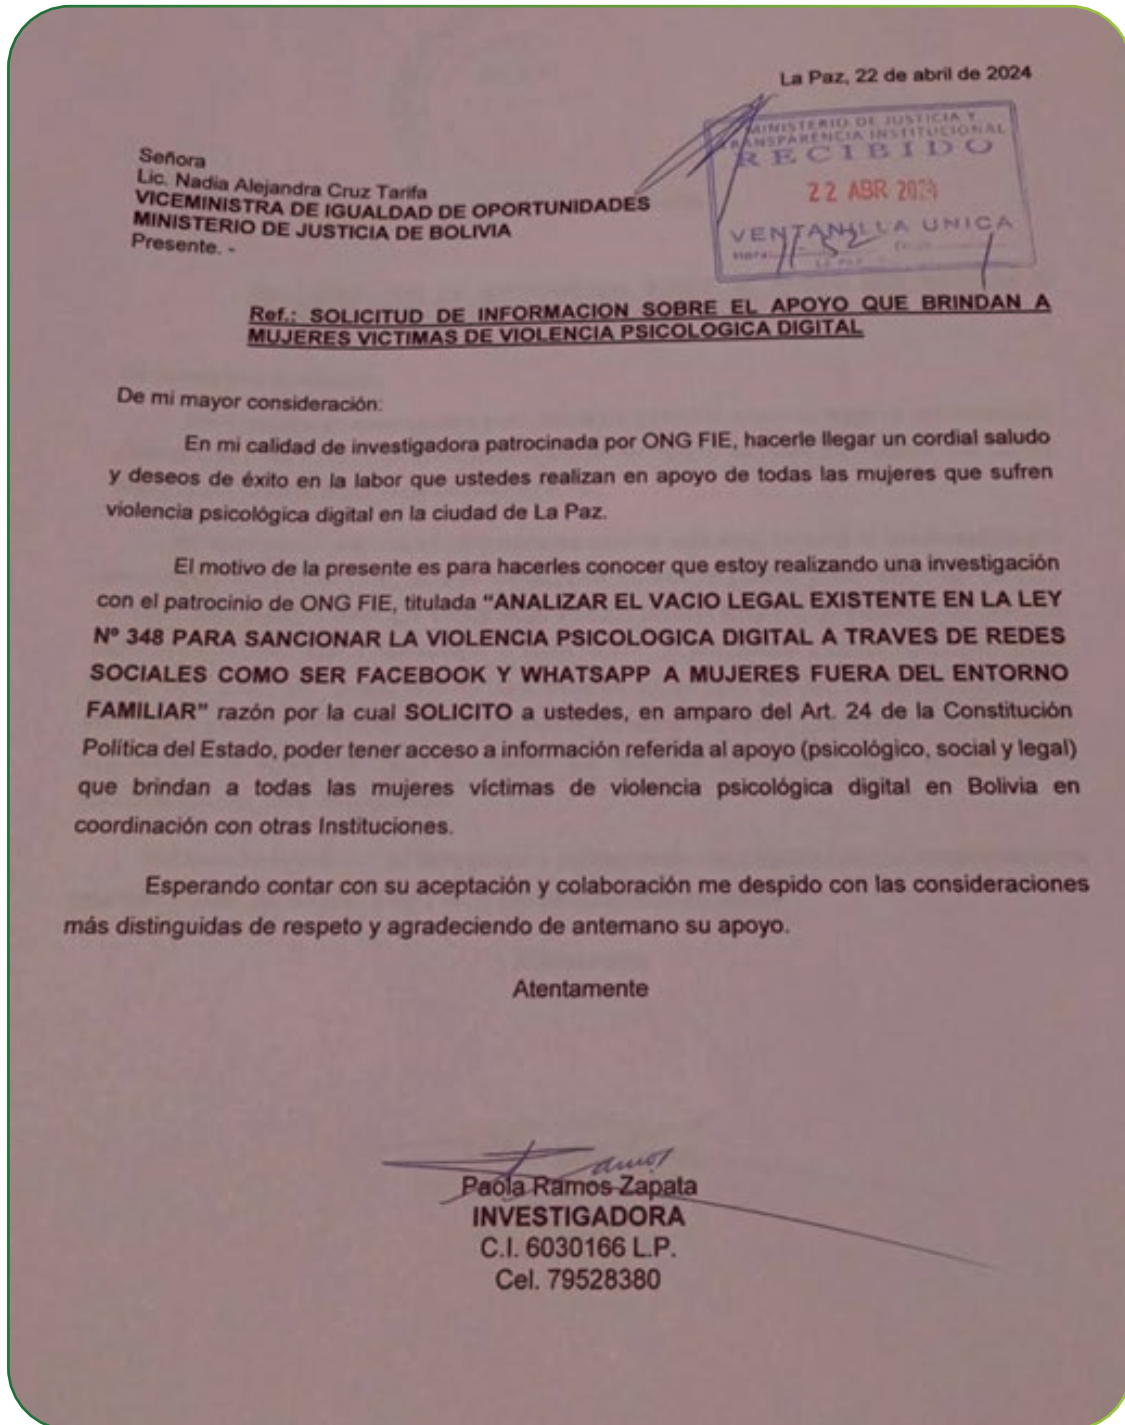 La Paz, 22 de abril de 2024
MINISTERIO DE JUSTICIA Y
TRANSPARENCIA INSTITUCIONAL
RECIBIDO
22 ABR 2024
VENTANILLA UNICA
Hora: 11-52
LA PAZ
Señora
Lic. Nadia Alejandra Cruz Tarifa
VICEMINISTRA DE IGUALDAD DE OPORTUNIDADES
MINISTERIO DE JUSTICIA DE BOLIVIA
Presente. -
Ref.: SOLICITUD DE INFORMACION SOBRE EL APOYO QUE BRINDAN A
MUJERES VICTIMAS DE VIOLENCIA PSICOLOGICA DIGITAL
De mi mayor consideración:
En mi calidad de investigadora patrocinada por ONG FIE, hacerle llegar un cordial saludo
y deseos de éxito en la labor que ustedes realizan en apoyo de todas las mujeres que sufren
violencia psicológica digital en la ciudad de La Paz.
El motivo de la presente es para hacerles conocer que estoy realizando una investigación
con el patrocinio de ONG FIE, titulada “ANALIZAR EL VACIO LEGAL EXISTENTE EN LA LEY
Nº 348 PARA SANCIONAR LA VIOLENCIA PSICOLOGICA DIGITAL A TRAVES DE REDES
SOCIALES COMO SER FACEBOOK Y WHATSAPP A MUJERES FUERA DEL ENTORNO
FAMILIAR” razón por la cual SOLICITO a ustedes, en amparo del Art. 24 de la Constitución
Política del Estado, poder tener acceso a información referida al apoyo (psicológico, social y legal)
que brindan a todas las mujeres víctimas de violencia psicológica digital en Bolivia en
coordinación con otras Instituciones.
Esperando contar con su aceptación y colaboración me despido con las consideraciones
más distinguidas de respeto y agradeciendo de antemano su apoyo.
Atentamente
Paola Ramos Zapata
INVESTIGADORA
C.I. 6030166 L.P.
Cel. 79528380